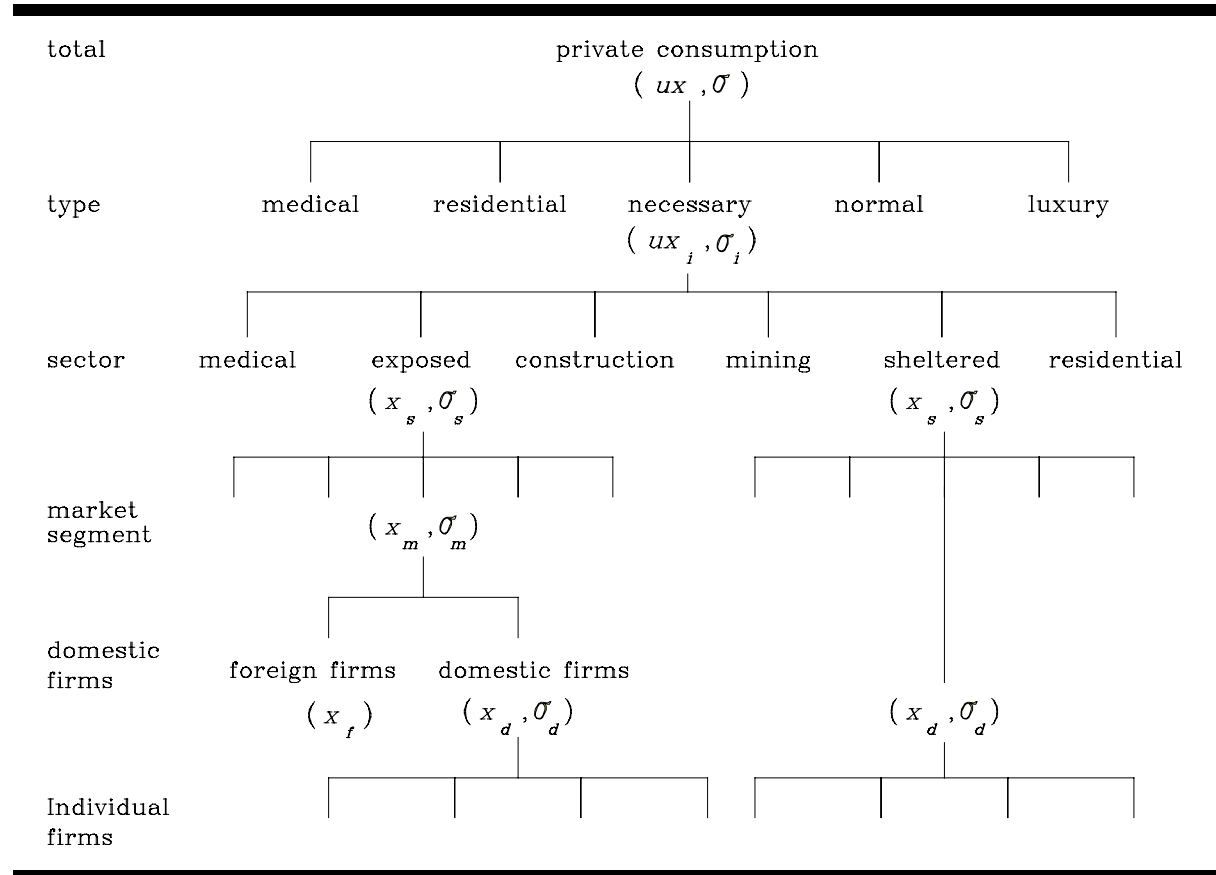 total private consumption
( ux , σ )
type medical residential necessary normal luxury
( ux i , σ i )
sector medical exposed construction mining sheltered residential
( x s , σ s ) ( x s , σ s )
market
segment ( x m , σ m )
domestic
firms foreign firms domestic firms
( x f ) ( x d , σ d ) ( x d , σ d )
Individual
firms